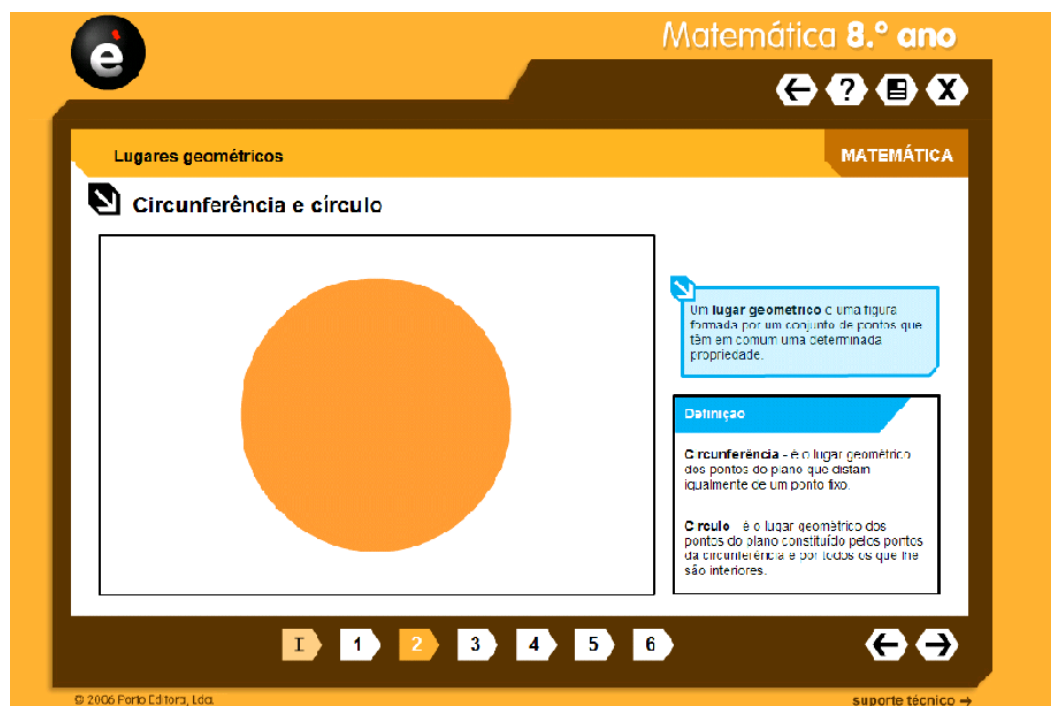 è
Matemática 8.º ano
?
X
Lugares geométricos
MATEMÁTICA
Circunferência e círculo
Um lugar geometrico e uma figura
formada por um conjunto de pontos que
têm em comum uma determinada
propriedade.
Definição
Circunferência - é o lugar geométrico
dos pontos do plano que distam
igualmente de um ponto fixo.
Círculo - é o lugar geométrico dos
pontos do plano constituído pelos pontos
da circunferência e por todos os que lhe
são interiores.
I 1 2 3 4 5 6
© 2006 Porto Editora, Lda.
suporte técnico →